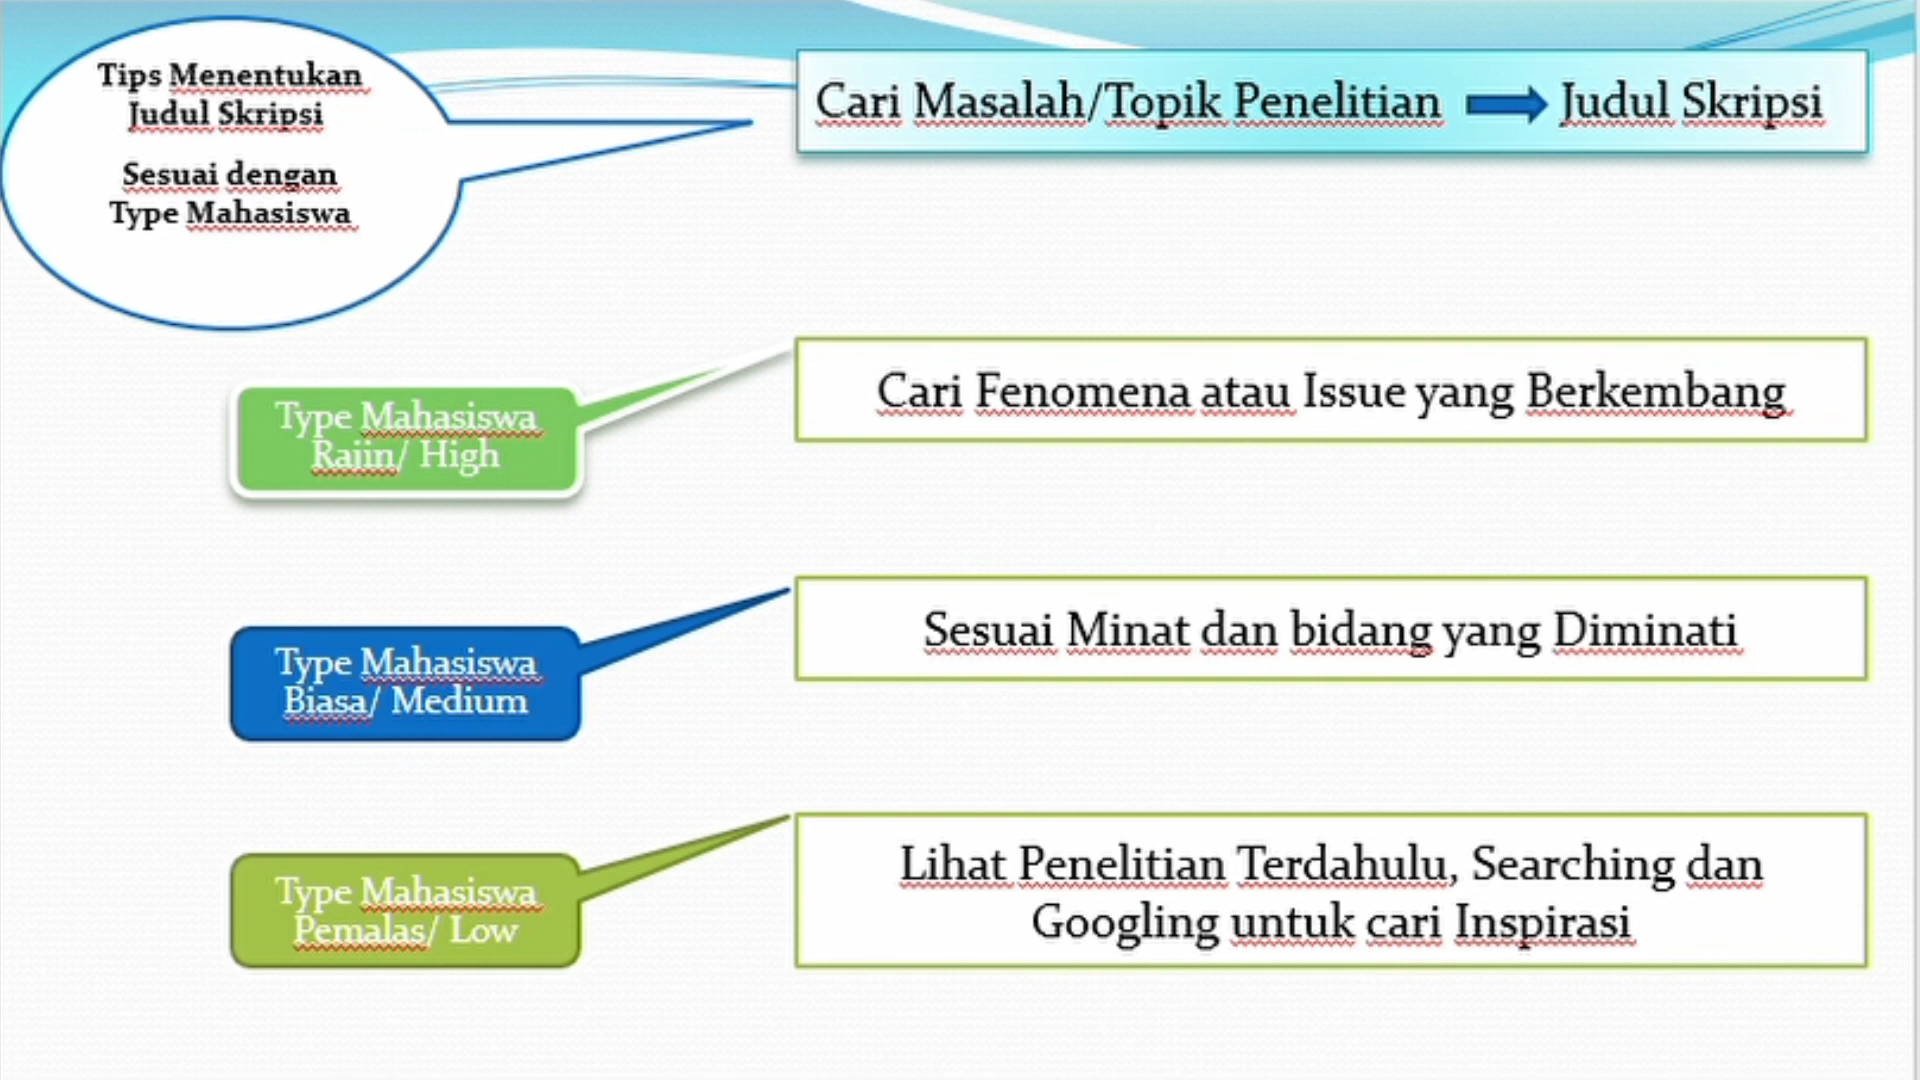 Tips Menentukan
Judul Skripsi
Sesuai dengan
Type Mahasiswa
Cari Masalah/Topik Penelitian Judul Skripsi
Type Mahasiswa
Rajin/ High
Cari Fenomena atau Issue yang Berkembang
Type Mahasiswa
Biasa/ Medium
Sesuai Minat dan bidang yang Diminati
Type Mahasiswa
Pemalas/ Low
Lihat Penelitian Terdahulu, Searching dan
Googling untuk cari Inspirasi